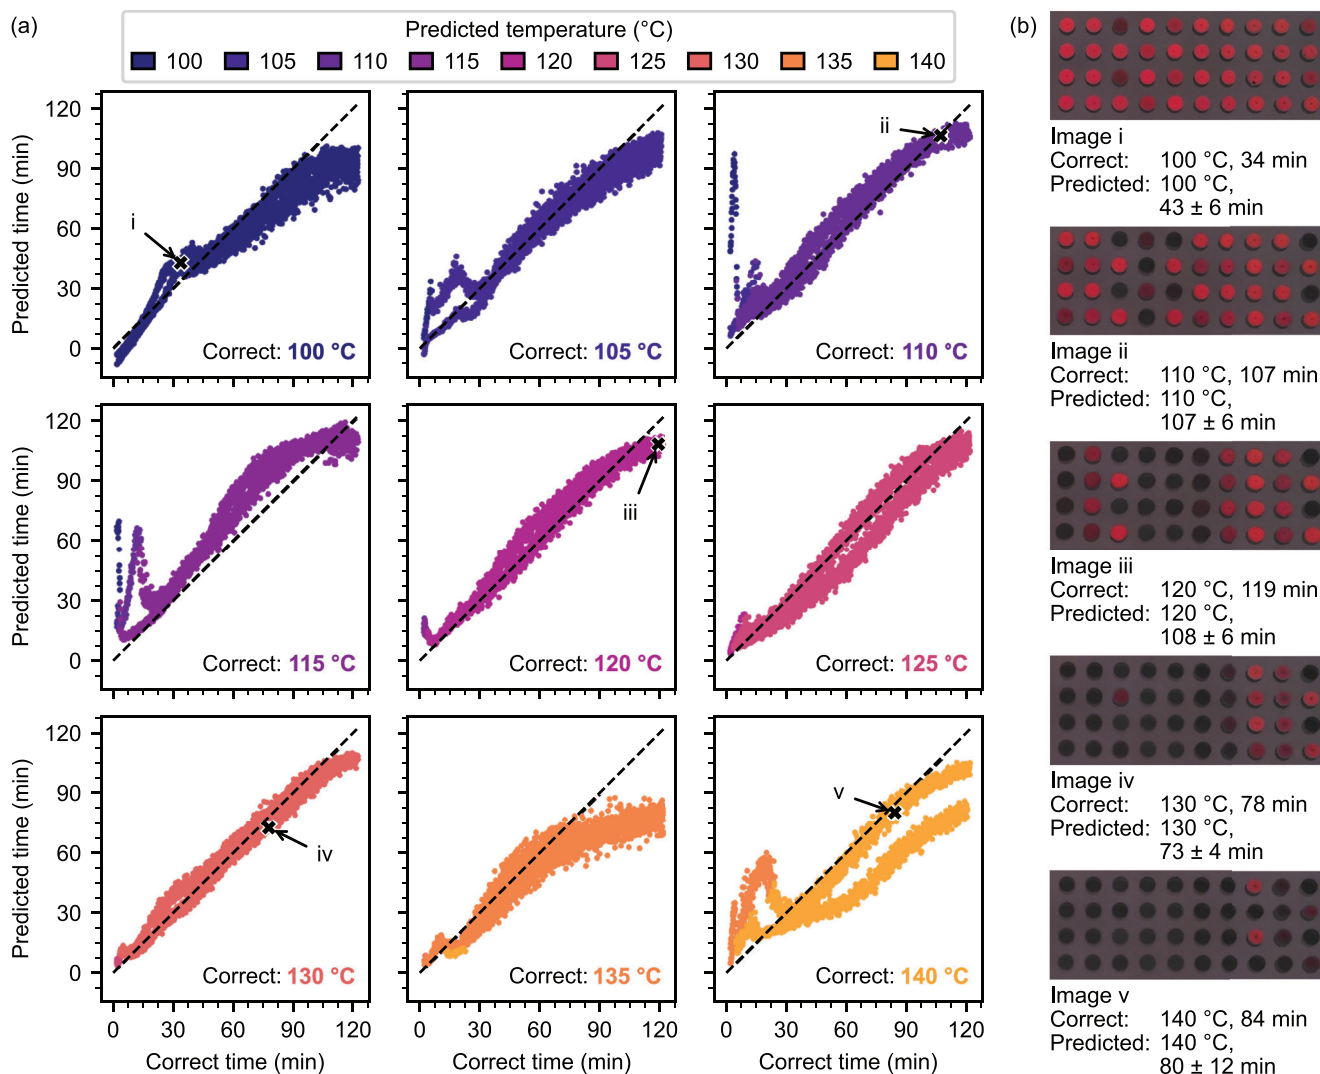 (a)
Predicted temperature (°C)
100 105 110 115 120 125 130 135 140
Predicted time (min)
120
90
60
30
0
i
Correct: 100 °C
Correct: 105 °C
ii
Correct: 110 °C
Predicted time (min)
120
90
60
30
0
Correct: 115 °C
iii
Correct: 120 °C
Correct: 125 °C
Predicted time (min)
120
90
60
30
0
iv
Correct: 130 °C
Correct: 135 °C
v
Correct: 140 °C
0 30 60 90 120
0 30 60 90 120
0 30 60 90 120
Correct time (min)
Correct time (min)
Correct time (min)
(b)
Image i
Correct: 100 °C, 34 min
Predicted: 100 °C,
43 ± 6 min
Image ii
Correct: 110 °C, 107 min
Predicted: 110 °C,
107 ± 6 min
Image iii
Correct: 120 °C, 119 min
Predicted: 120 °C,
108 ± 6 min
Image iv
Correct: 130 °C, 78 min
Predicted: 130 °C,
73 ± 4 min
Image v
Correct: 140 °C, 84 min
Predicted: 140 °C,
80 ± 12 min